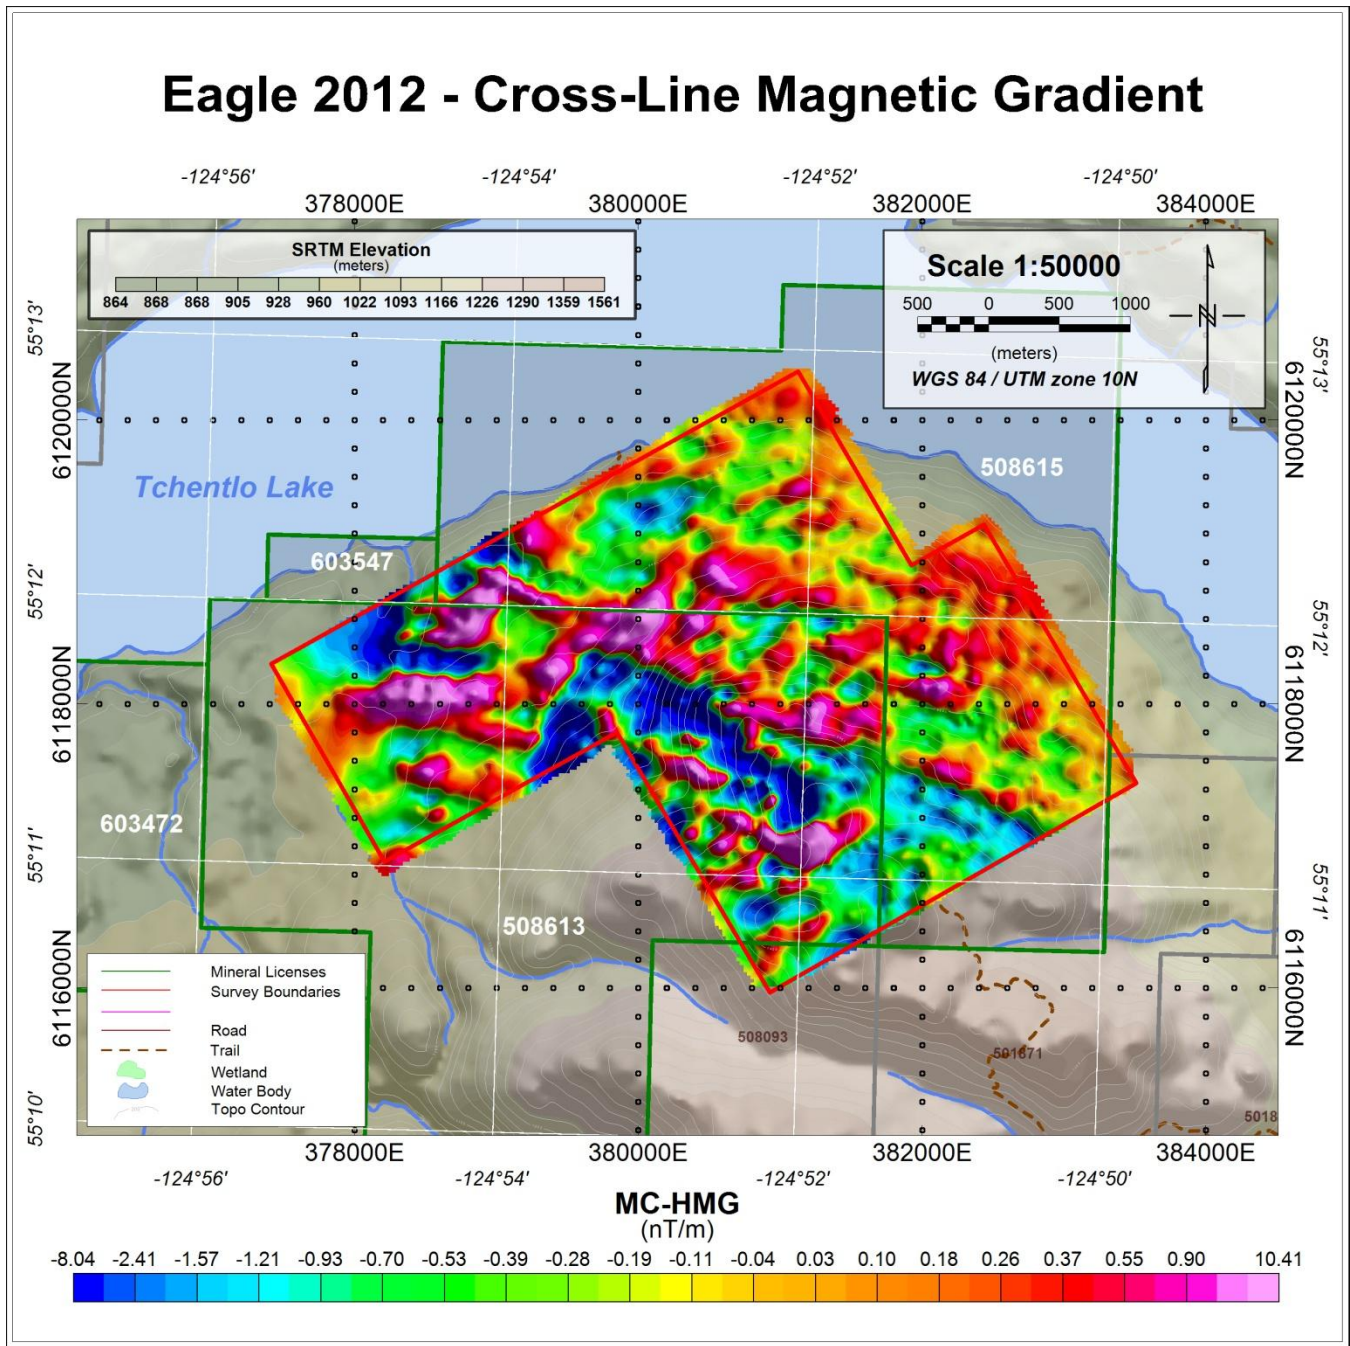 Eagle 2012 - Cross-Line Magnetic Gradient
-124°56' -124°54' -124°52' -124°50'
378000E 380000E 382000E 384000E
SRTM Elevation
(meters)
864 868 868 905 928 960 1022 1093 1166 1226 1290 1359 1561
Scale 1:50000
500 0 500 1000
(meters)
WGS 84 / UTM zone 10N
N
55°13'
55°13'
6120000N
6120000N
Tchentlo Lake
508615
603547
55°12'
55°12'
6118000N
6118000N
603472
55°11'
55°11'
508613
6116000N
6116000N
Mineral Licenses
Survey Boundaries
Road
Trail
Wetland
Water Body
Topo Contour
508093
501871
5018
55°10'
378000E 380000E 382000E 384000E
-124°56' -124°54' -124°52' -124°50'
MC-HMG
(nT/m)
-8.04 -2.41 -1.57 -1.21 -0.93 -0.70 -0.53 -0.39 -0.28 -0.19 -0.11 -0.04 0.03 0.10 0.18 0.26 0.37 0.55 0.90 10.41